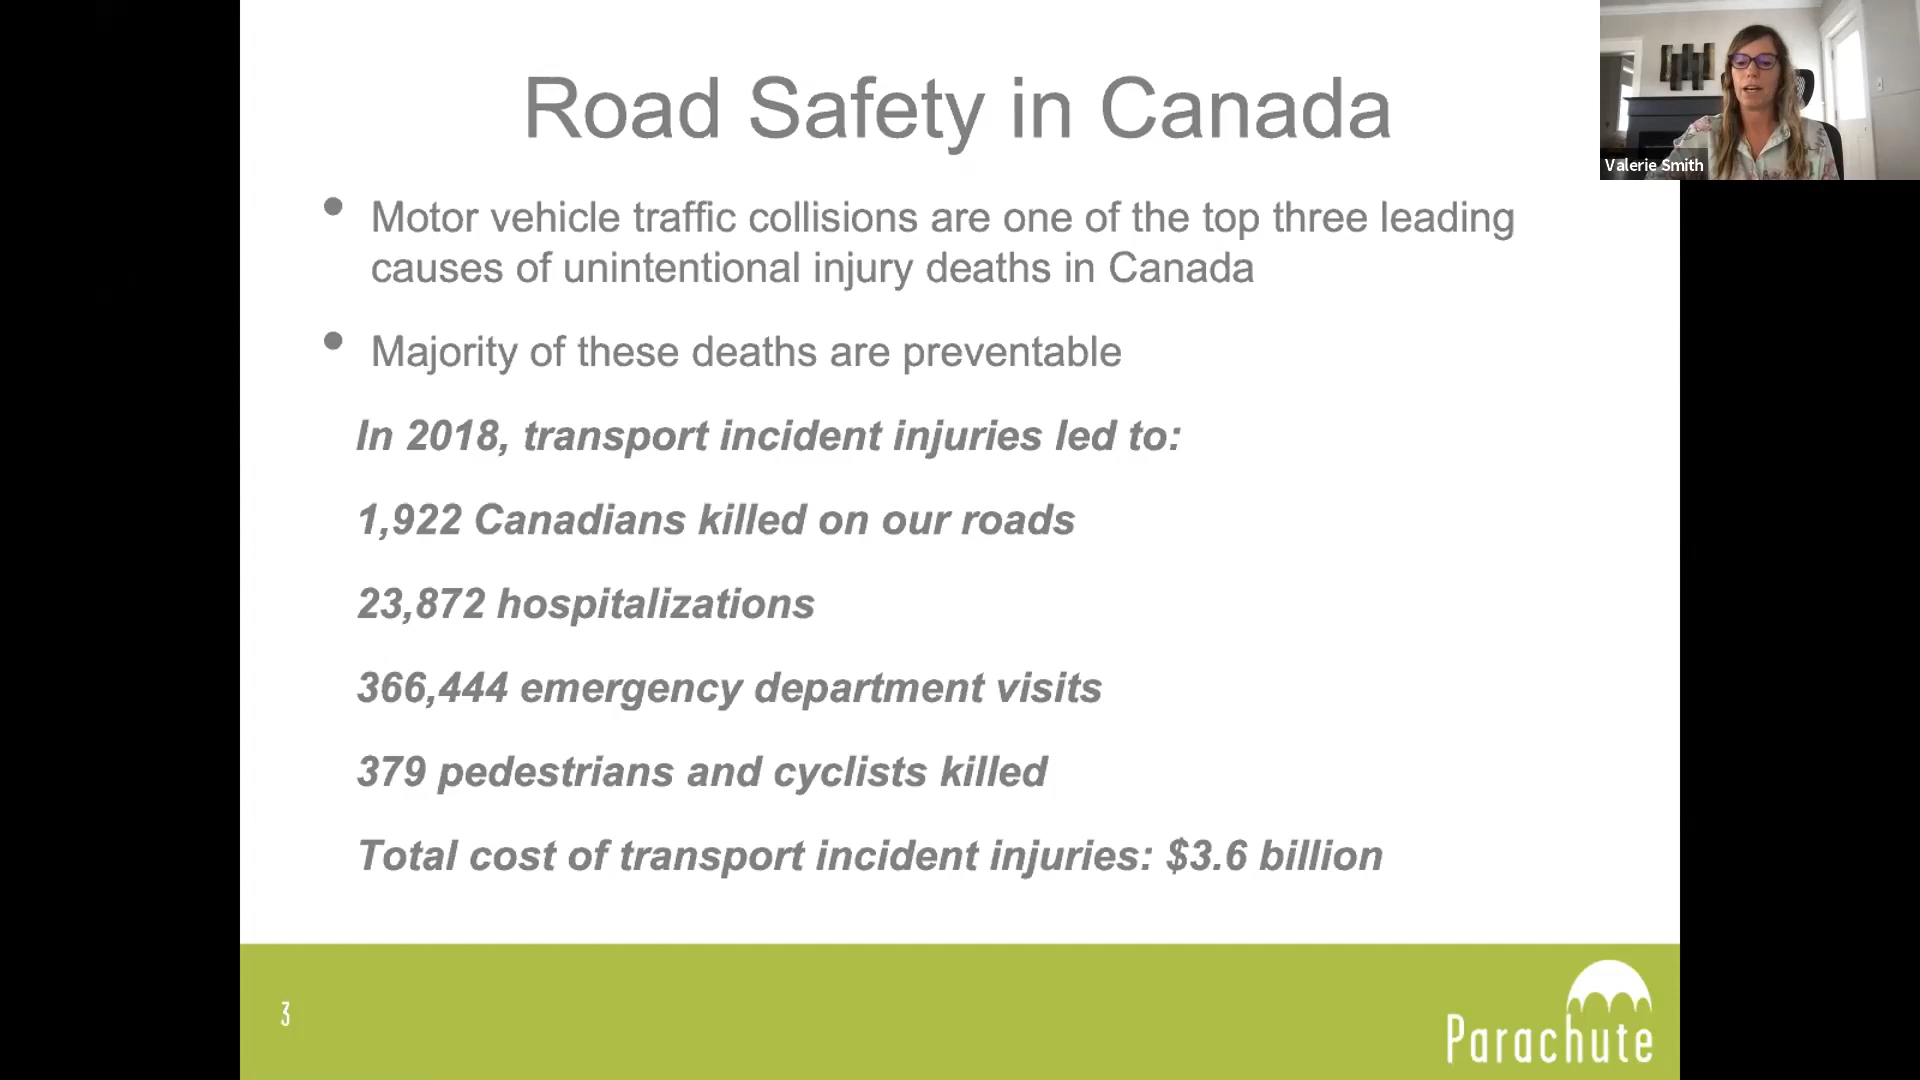 Road Safety in Canada
Valerie Smith
• Motor vehicle traffic collisions are one of the top three leading
causes of unintentional injury deaths in Canada
• Majority of these deaths are preventable
In 2018, transport incident injuries led to:
1,922 Canadians killed on our roads
23,872 hospitalizations
366,444 emergency department visits
379 pedestrians and cyclists killed
Total cost of transport incident injuries: $3.6 billion
3
Parachute